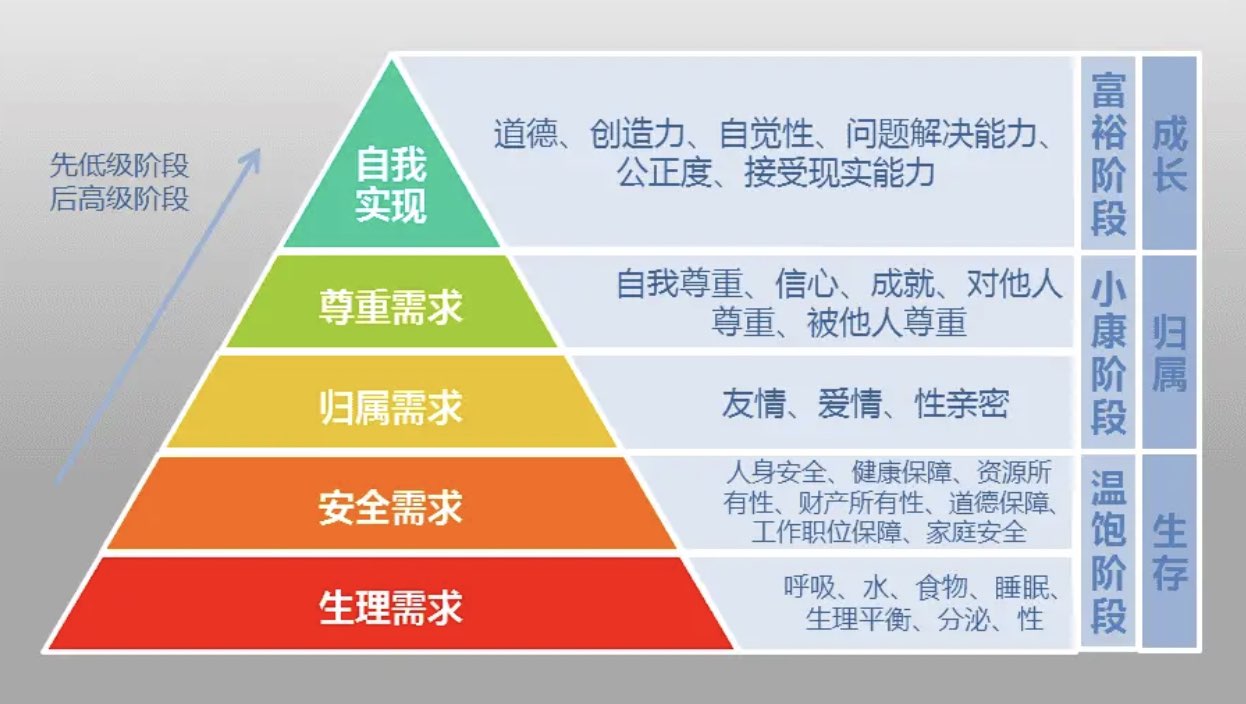 先低级阶段
后高级阶段
自我
实现
道德、创造力、自觉性、问题解决能力、
公正度、接受现实能力
富裕阶段
成长
尊重需求
自我尊重、信心、成就、对他人
尊重、被他人尊重
小康阶段
归属
归属需求
友情、爱情、性亲密
安全需求
人身安全、健康保障、资源所
有性、财产所有性、道德保障、
工作职位保障、家庭安全
温饱阶段
生存
生理需求
呼吸、水、食物、睡眠、
生理平衡、分泌、性